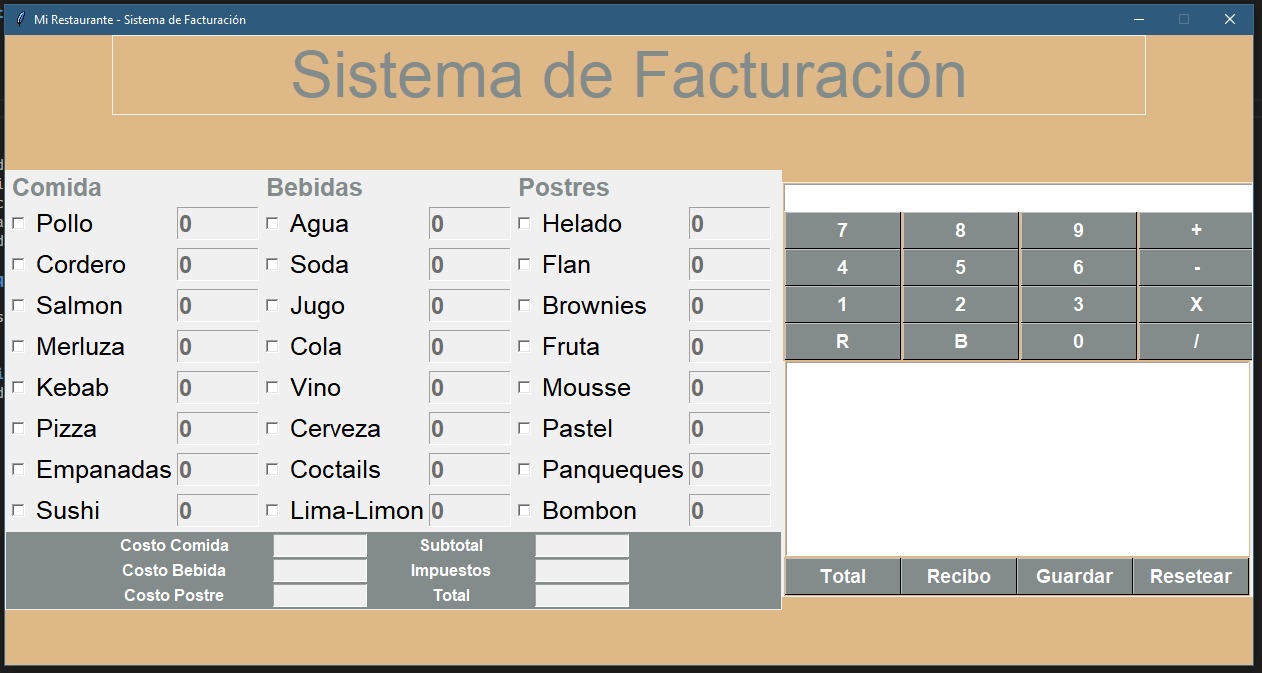 Mi Restaurante - Sistema de Facturación
Sistema de Facturación
Comida Bebidas Postres
Pollo 0 Agua 0 Helado 0
Cordero 0 Soda 0 Flan 0
Salmon 0 Jugo 0 Brownies 0
Merluza 0 Cola 0 Fruta 0
Kebab 0 Vino 0 Mousse 0
Pizza 0 Cerveza 0 Pastel 0
Empanadas 0 Coctails 0 Panqueques 0
Sushi 0 Lima-Limon 0 Bombon 0
Costo Comida Subtotal
Costo Bebida Impuestos
Costo Postre Total
7 8 9 +
4 5 6 -
1 2 3 X
R B 0 /
Total Recibo Guardar Resetear